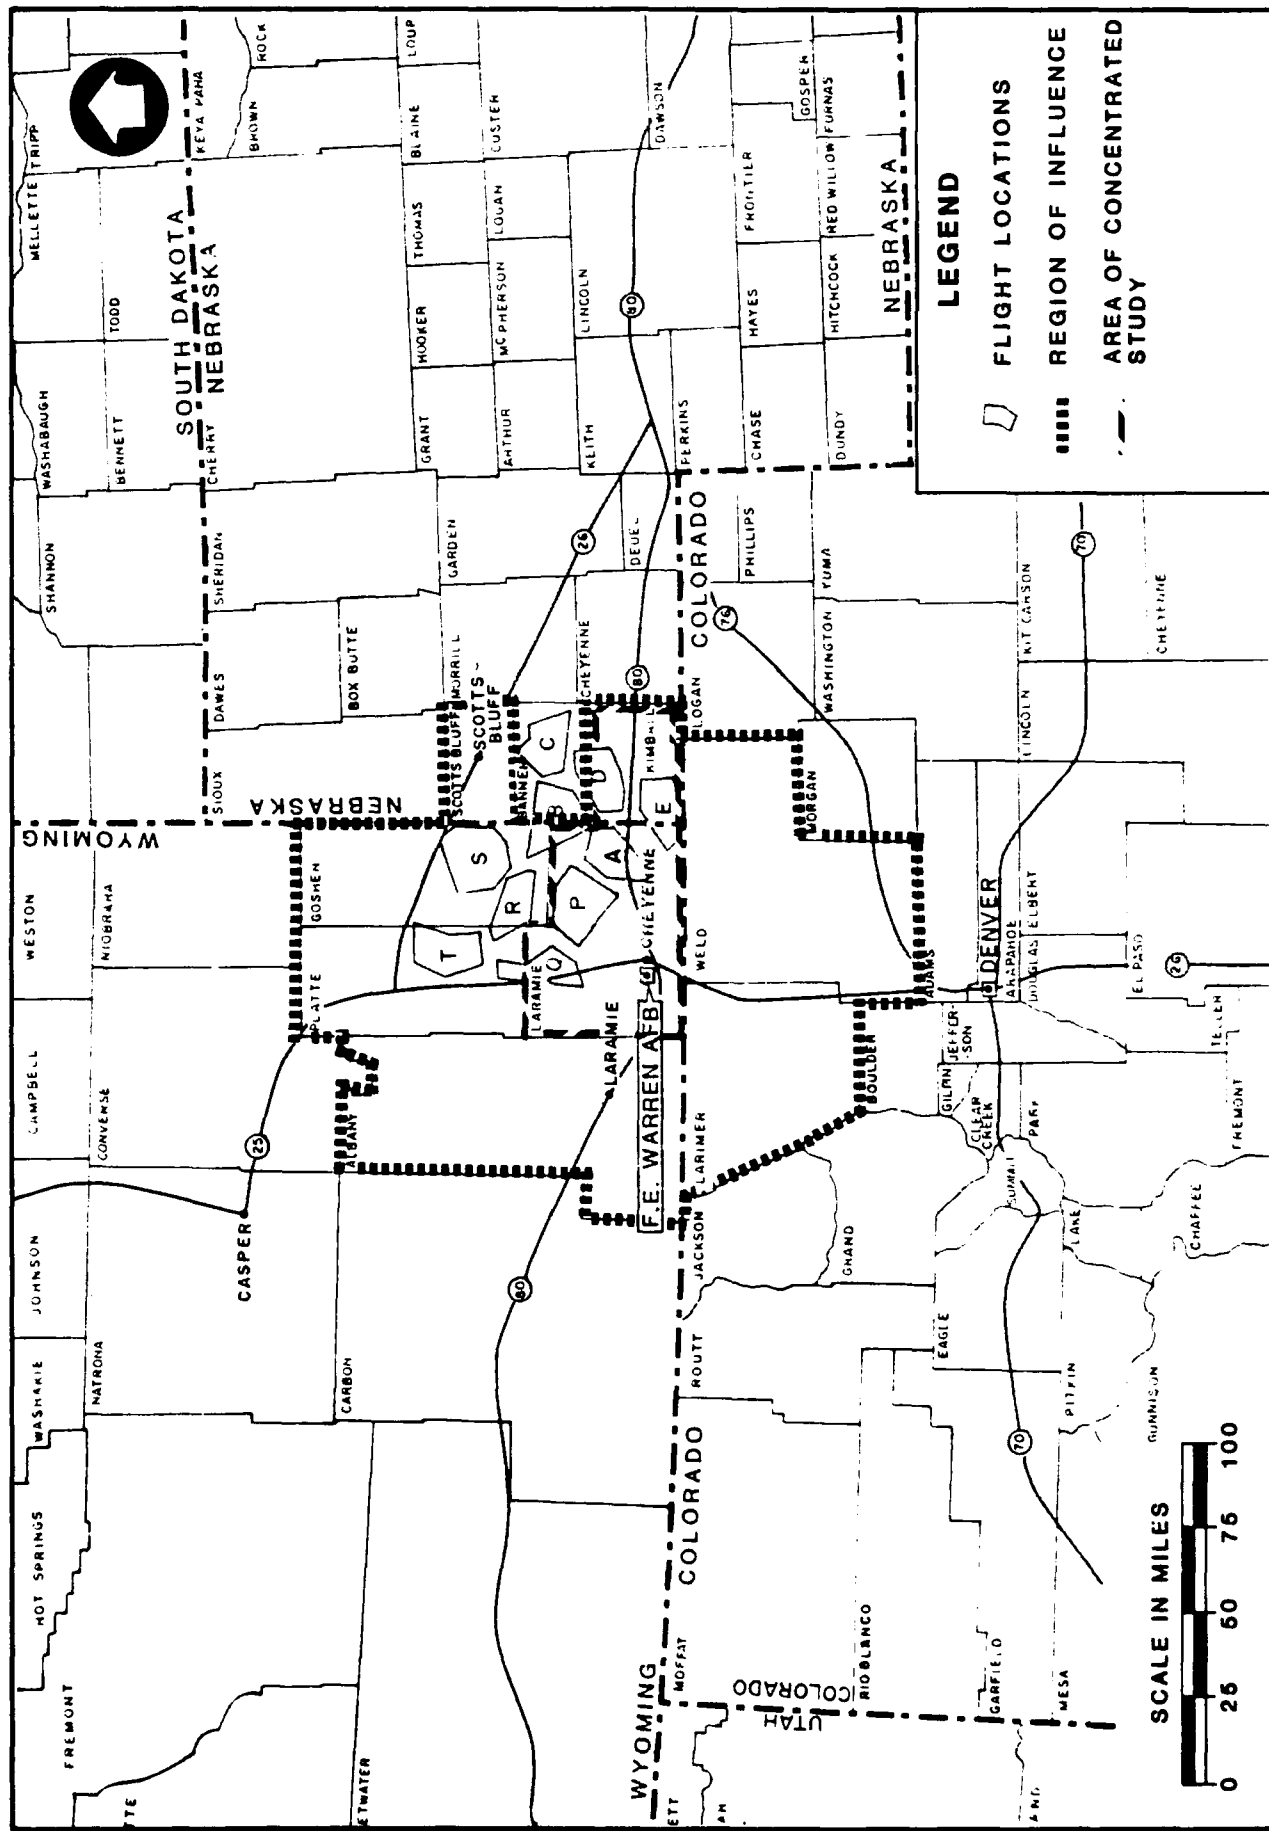 MELLETTE
TRIPP
WASHABAUGH
SHANNON
BENNETT
TODD
SOUTH DAKOTA
NEBRASKA
KEYA PAHA
ROCK
BROWN
CHERRY
SHERIDAN
DAWES
SIOUX
BOX BUTTE
WESTON
NIOBRARA
CAMPBELL
CONVERSE
JOHNSON
WASHAKIE
NATRONA
HOT SPRINGS
FREMONT
WYOMING
NEBRASKA
LOUP
BLAINE
THOMAS
HOOKER
GRANT
CUSTER
LOGAN
MCPHERSON
ARTHUR
GARDEN
MORRILL
SCOTTS BLUFF
SCOTTS-
BLUFF
GOSHEN
PLATTE
ALBANY
CASPER
25
CARBON
ETWATER
DAWSON
LINCOLN
KEITH
DEUEL
26
80
CHEYENNE
BANNER
KIMBALL
C
D
B
E
S
R
A
P
T
Q
LARAMIE
CHEYENNE
F. E. WARREN AFB
LARAMIE
80
80
GOSPER
FURNAS
FRONTIER
RED WILLOW
HAYES
HITCHCOCK
PERKINS
CHASE
DUNDY
NEBRASKA
COLORADO
PHILLIPS
YUMA
76
LOGAN
WASHINGTON
MORGAN
WELD
LARIMER
BOULDER
ADAMS
JACKSON
GRAND
ROUTT
COLORADO
MOFFAT
WYOMING
UTAH
COLORADO
RIO BLANCO
GARFIELD
MESA
EAGLE
PITKIN
GUNNISON
70
SUMMIT
LAKE
CHAFFEE
PARK
FREMONT
TELLER
CLEAR
CREEK
GILPIN
JEFFER-
SON
DENVER
ARAPAHOE
DOUGLAS
ELBERT
EL PASO
26
LINCOLN
KIT CARSON
CHEYENNE
70
LEGEND
FLIGHT LOCATIONS
REGION OF INFLUENCE
AREA OF CONCENTRATED
STUDY
SCALE IN MILES
0 25 50 75 100